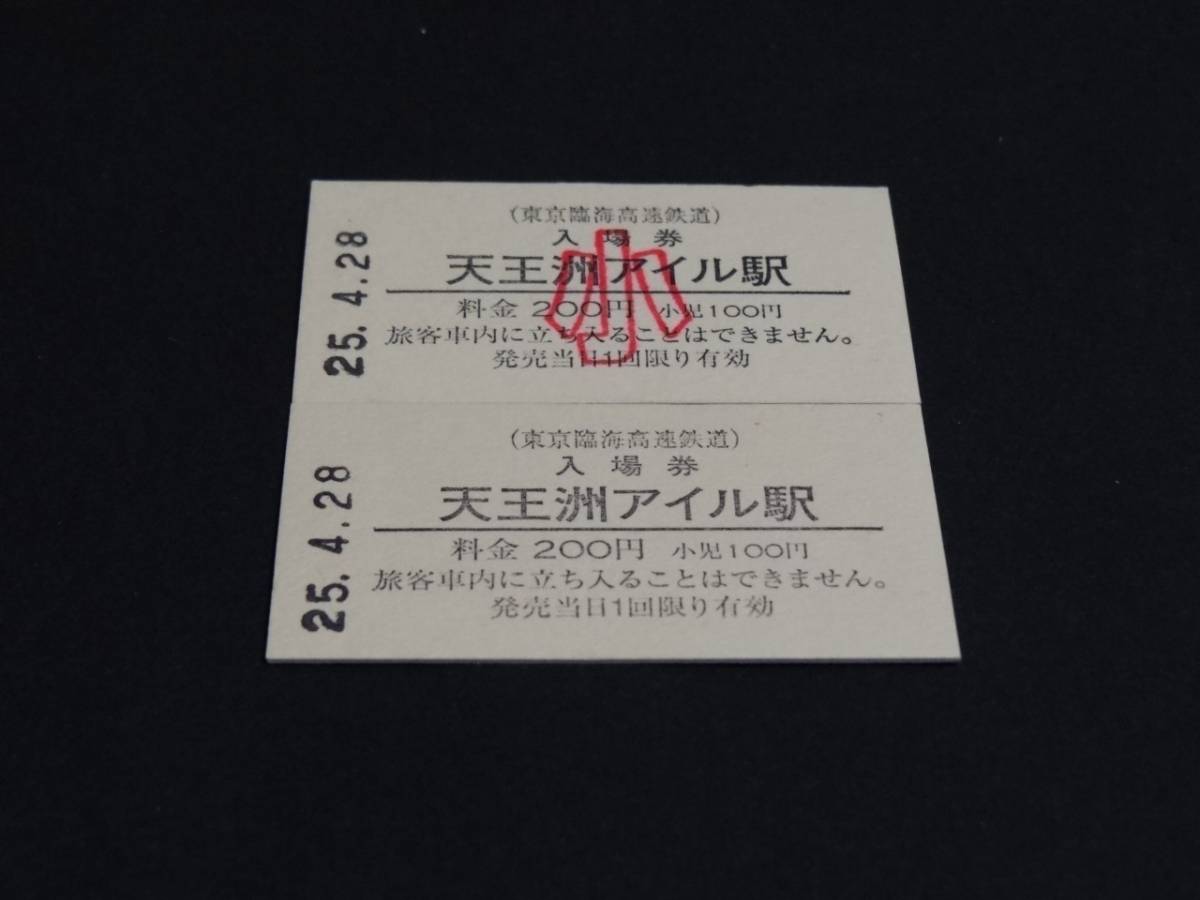 25.4.28
（東京臨海高速鉄道）
入場券
天王洲アイル駅
小
料金200円 小児100円
旅客車内に立ち入ることはできません。
発売当日1回限り有効
25.4.28
（東京臨海高速鉄道）
入場券
天王洲アイル駅
料金200円 小児100円
旅客車内に立ち入ることはできません。
発売当日1回限り有効